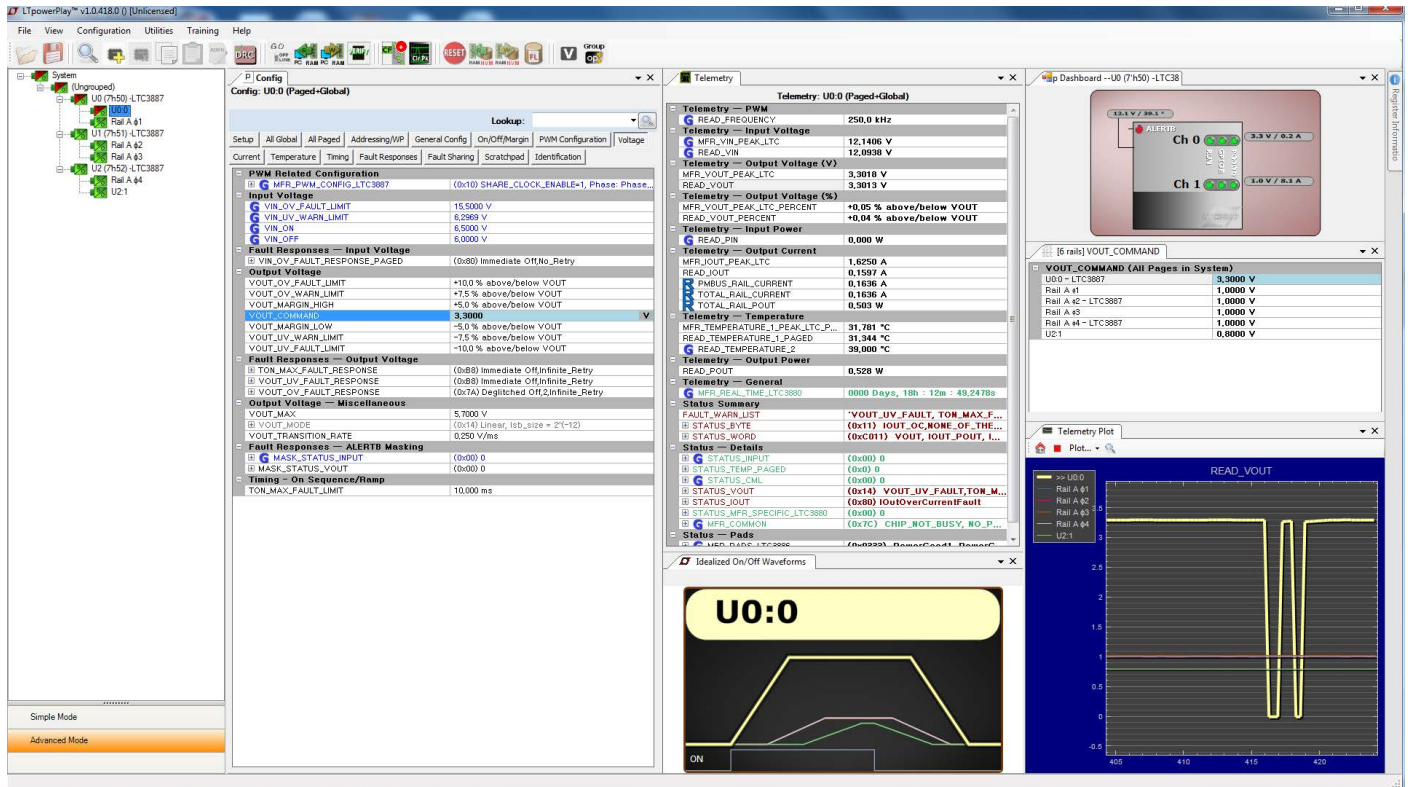 LTpowerPlay™ v1.0.418.0 () [Unlicensed]
File View Configuration Utilities Training Help
DRC
GO OFF LINE
PC RAM PC RAM
RESET
RAM NVM RAM NVM
V
Group OP
System
(Ungrouped)
U0 (7'h50) -LTC3887
U0:0
Rail A ϕ1
U1 (7'h51) -LTC3887
Rail A ϕ2
Rail A ϕ3
U2 (7'h52) -LTC3887
Rail A ϕ4
U2:1
Simple Mode
Advanced Mode
Config
Config: U0:0 (Paged+Global)
Lookup:
Setup All Global All Paged Addressing/WP General Config On/Off/Margin PWM Configuration Voltage
Current Temperature Timing Fault Responses Fault Sharing Scratchpad Identification
PWM Related Configuration
G MFR_PWM_CONFIG_LTC3887 (0x10) SHARE_CLOCK_ENABLE=1, Phase: Phase...
Input Voltage
G VIN_OV_FAULT_LIMIT 15,5000 V
G VIN_UV_WARN_LIMIT 6,2969 V
G VIN_ON 6,5000 V
G VIN_OFF 6,0000 V
Fault Responses — Input Voltage
VIN_OV_FAULT_RESPONSE_PAGED (0x80) Immediate Off,No_Retry
Output Voltage
VOUT_OV_FAULT_LIMIT +10,0 % above/below VOUT
VOUT_OV_WARN_LIMIT +7,5 % above/below VOUT
VOUT_MARGIN_HIGH +5,0 % above/below VOUT
VOUT_COMMAND 3,3000 V
VOUT_MARGIN_LOW -5,0 % above/below VOUT
VOUT_UV_WARN_LIMIT -7,5 % above/below VOUT
VOUT_UV_FAULT_LIMIT -10,0 % above/below VOUT
Fault Responses — Output Voltage
TON_MAX_FAULT_RESPONSE (0xB8) Immediate Off,Infinite_Retry
VOUT_UV_FAULT_RESPONSE (0xB8) Immediate Off,Infinite_Retry
VOUT_OV_FAULT_RESPONSE (0x7A) Deglitched Off,2,Infinite_Retry
Output Voltage — Miscellaneous
VOUT_MAX 5,7000 V
VOUT_MODE (0x14) Linear, lsb_size = 2^(-12)
VOUT_TRANSITION_RATE 0,250 V/ms
Fault Responses — ALERTB Masking
G MASK_STATUS_INPUT (0x00) 0
MASK_STATUS_VOUT (0x00) 0
Timing - On Sequence/Ramp
TON_MAX_FAULT_LIMIT 10,000 ms
Telemetry
Telemetry: U0:0 (Paged+Global)
Telemetry — PWM
G READ_FREQUENCY 250,0 kHz
Telemetry — Input Voltage
G MFR_VIN_PEAK_LTC 12,1406 V
G READ_VIN 12,0938 V
Telemetry — Output Voltage (V)
MFR_VOUT_PEAK_LTC 3,3018 V
READ_VOUT 3,3013 V
Telemetry — Output Voltage (%)
MFR_VOUT_PEAK_LTC_PERCENT +0,05 % above/below VOUT
READ_VOUT_PERCENT +0,04 % above/below VOUT
Telemetry — Input Power
G READ_PIN 0,000 W
Telemetry — Output Current
MFR_IOUT_PEAK_LTC 1,6250 A
READ_IOUT 0,1597 A
R PMBUS_RAIL_CURRENT 0,1636 A
R TOTAL_RAIL_CURRENT 0,1636 A
R TOTAL_RAIL_POUT 0,503 W
Telemetry — Temperature
MFR_TEMPERATURE_1_PEAK_LTC_P... 31,781 °C
READ_TEMPERATURE_1_PAGED 31,344 °C
G READ_TEMPERATURE_2 39,000 °C
Telemetry — Output Power
READ_POUT 0,528 W
Telemetry — General
G MFR_REAL_TIME_LTC3880 0000 Days, 18h : 12m : 49,2478s
Status Summary
FAULT_WARN_LIST 'VOUT_UV_FAULT, TON_MAX_F...
STATUS_BYTE (0x11) IOUT_OC,NONE_OF_THE...
STATUS_WORD (0xC011) VOUT, IOUT_POUT, I...
Status — Details
G STATUS_INPUT (0x00) 0
STATUS_TEMP_PAGED (0x0) 0
G STATUS_CML (0x00) 0
STATUS_VOUT (0x14) VOUT_UV_FAULT,TON_M...
STATUS_IOUT (0x80) IOutOverCurrentFault
STATUS_MFR_SPECIFIC_LTC3880 (0x00) 0
G MFR_COMMON (0x7C) CHIP_NOT_BUSY, NO_P...
Status — Pads
Idealized On/Off Waveforms
U0:0
ON
p Dashboard --U0 (7'h50) -LTC38
12.1 V / 39.1 °
ALERTB
Ch 0
3.3 V / 0.2 A
Ch 1
1.0 V / 8.1 A
[6 rails] VOUT_COMMAND
VOUT_COMMAND (All Pages in System)
U0:0 - LTC3887 3,3000 V
Rail A ϕ1 1,0000 V
Rail A ϕ2 - LTC3887 1,0000 V
Rail A ϕ3 1,0000 V
Rail A ϕ4 - LTC3887 1,0000 V
U2:1 0,8000 V
Telemetry Plot
Plot...
READ_VOUT
>> U0:0
Rail A ϕ1
Rail A ϕ2
Rail A ϕ3
Rail A ϕ4
U2:1
3.5
3
2.5
2
1.5
1
0.5
0
-0.5
405 410 415 420
Register Informatio